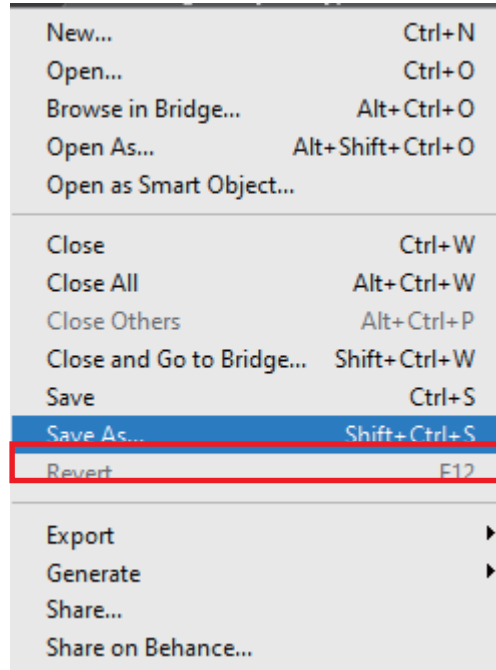 New... Ctrl+N
Open... Ctrl+O
Browse in Bridge... Alt+Ctrl+O
Open As... Alt+Shift+Ctrl+O
Open as Smart Object...
Close Ctrl+W
Close All Alt+Ctrl+W
Close Others Alt+Ctrl+P
Close and Go to Bridge... Shift+Ctrl+W
Save Ctrl+S
Save As... Shift+Ctrl+S
Revert F12
Export
Generate
Share...
Share on Behance...